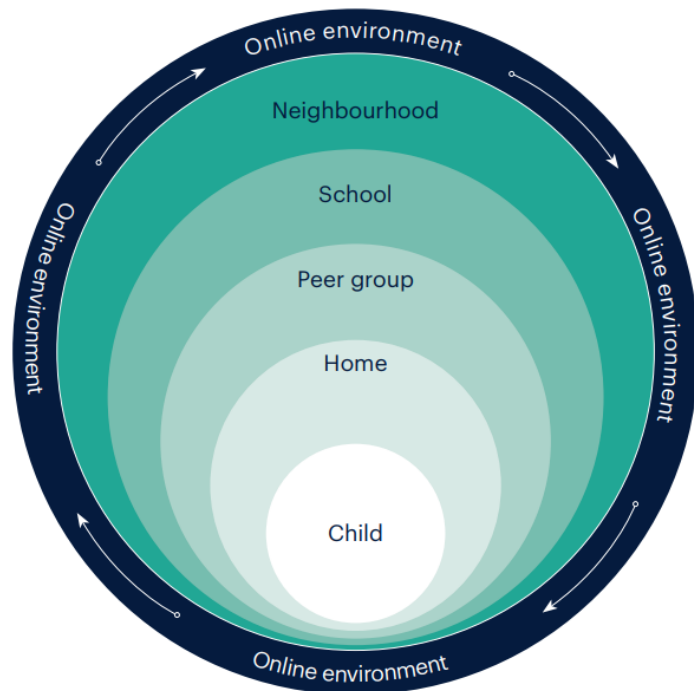 Online environment
Neighbourhood
School
Online environment
Online environment
Peer group
Home
Child
Online environment